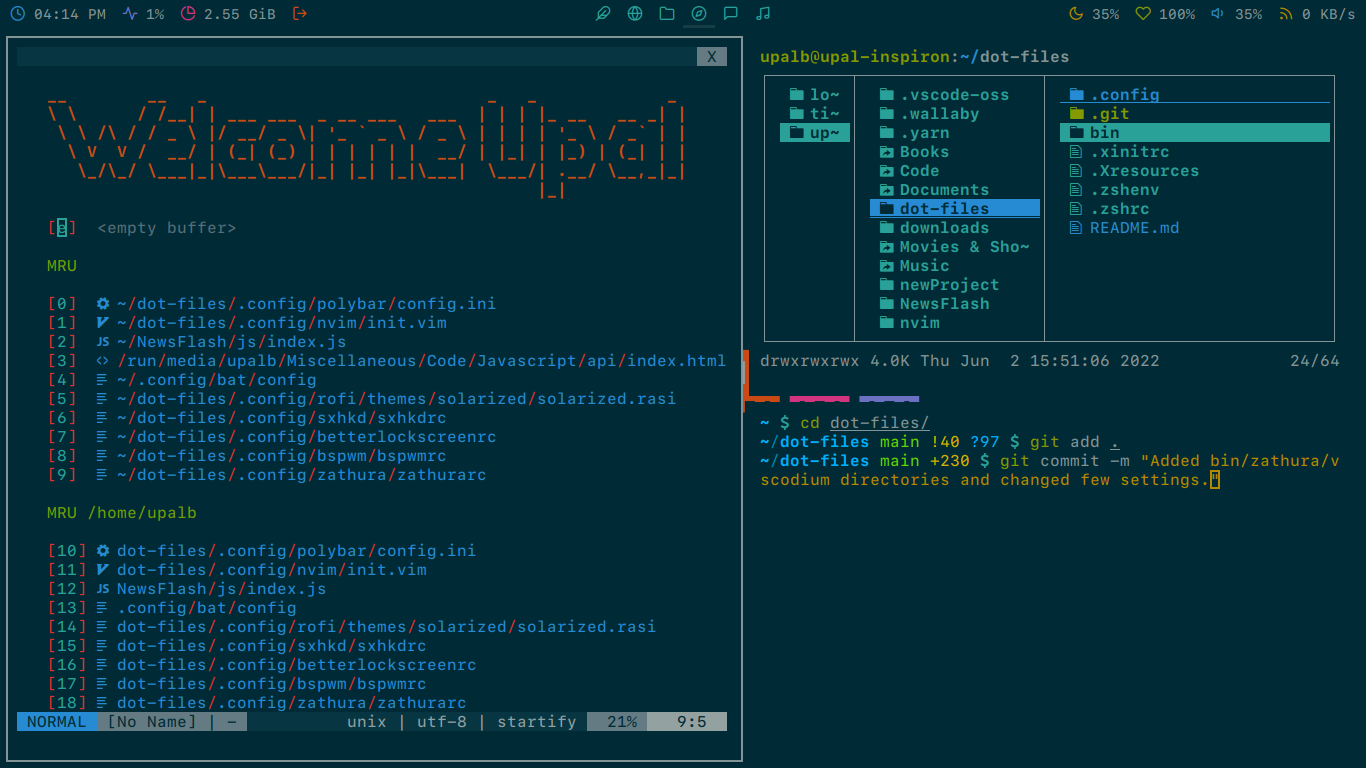 04:14 PM 1% 2.55 GiB 35% 100% 35% 0 KB/s
X
Welcome Upal
[e] <empty buffer>
MRU
[0] ~/dot-files/.config/polybar/config.ini
[1] ~/dot-files/.config/nvim/init.vim
[2] JS ~/NewsFlash/js/index.js
[3] <> /run/media/upalb/Miscellaneous/Code/Javascript/api/index.html
[4] ~/.config/bat/config
[5] ~/dot-files/.config/rofi/themes/solarized/solarized.rasi
[6] ~/dot-files/.config/sxhkd/sxhkdrc
[7] ~/dot-files/.config/betterlockscreenrc
[8] ~/dot-files/.config/bspwm/bspwmrc
[9] ~/dot-files/.config/zathura/zathurarc
MRU /home/upalb
[10] dot-files/.config/polybar/config.ini
[11] dot-files/.config/nvim/init.vim
[12] JS NewsFlash/js/index.js
[13] .config/bat/config
[14] dot-files/.config/rofi/themes/solarized/solarized.rasi
[15] dot-files/.config/sxhkd/sxhkdrc
[16] dot-files/.config/betterlockscreenrc
[17] dot-files/.config/bspwm/bspwmrc
[18] dot-files/.config/zathura/zathurarc
NORMAL [No Name] | - unix | utf-8 | startify 21% 9:5
upalb@upal-inspiron:~/dot-files
lo~
ti~
up~
.vscode-oss
.wallaby
.yarn
Books
Code
Documents
dot-files
downloads
Movies & Sho~
Music
newProject
NewsFlash
nvim
.config
.git
bin
.xinitrc
.Xresources
.zshenv
.zshrc
README.md
drwxrwxrwx 4.0K Thu Jun  2 15:51:06 2022 24/64
~ $ cd dot-files/
~/dot-files main !40 ?97 $ git add .
~/dot-files main +230 $ git commit -m "Added bin/zathura/v
scodium directories and changed few settings."